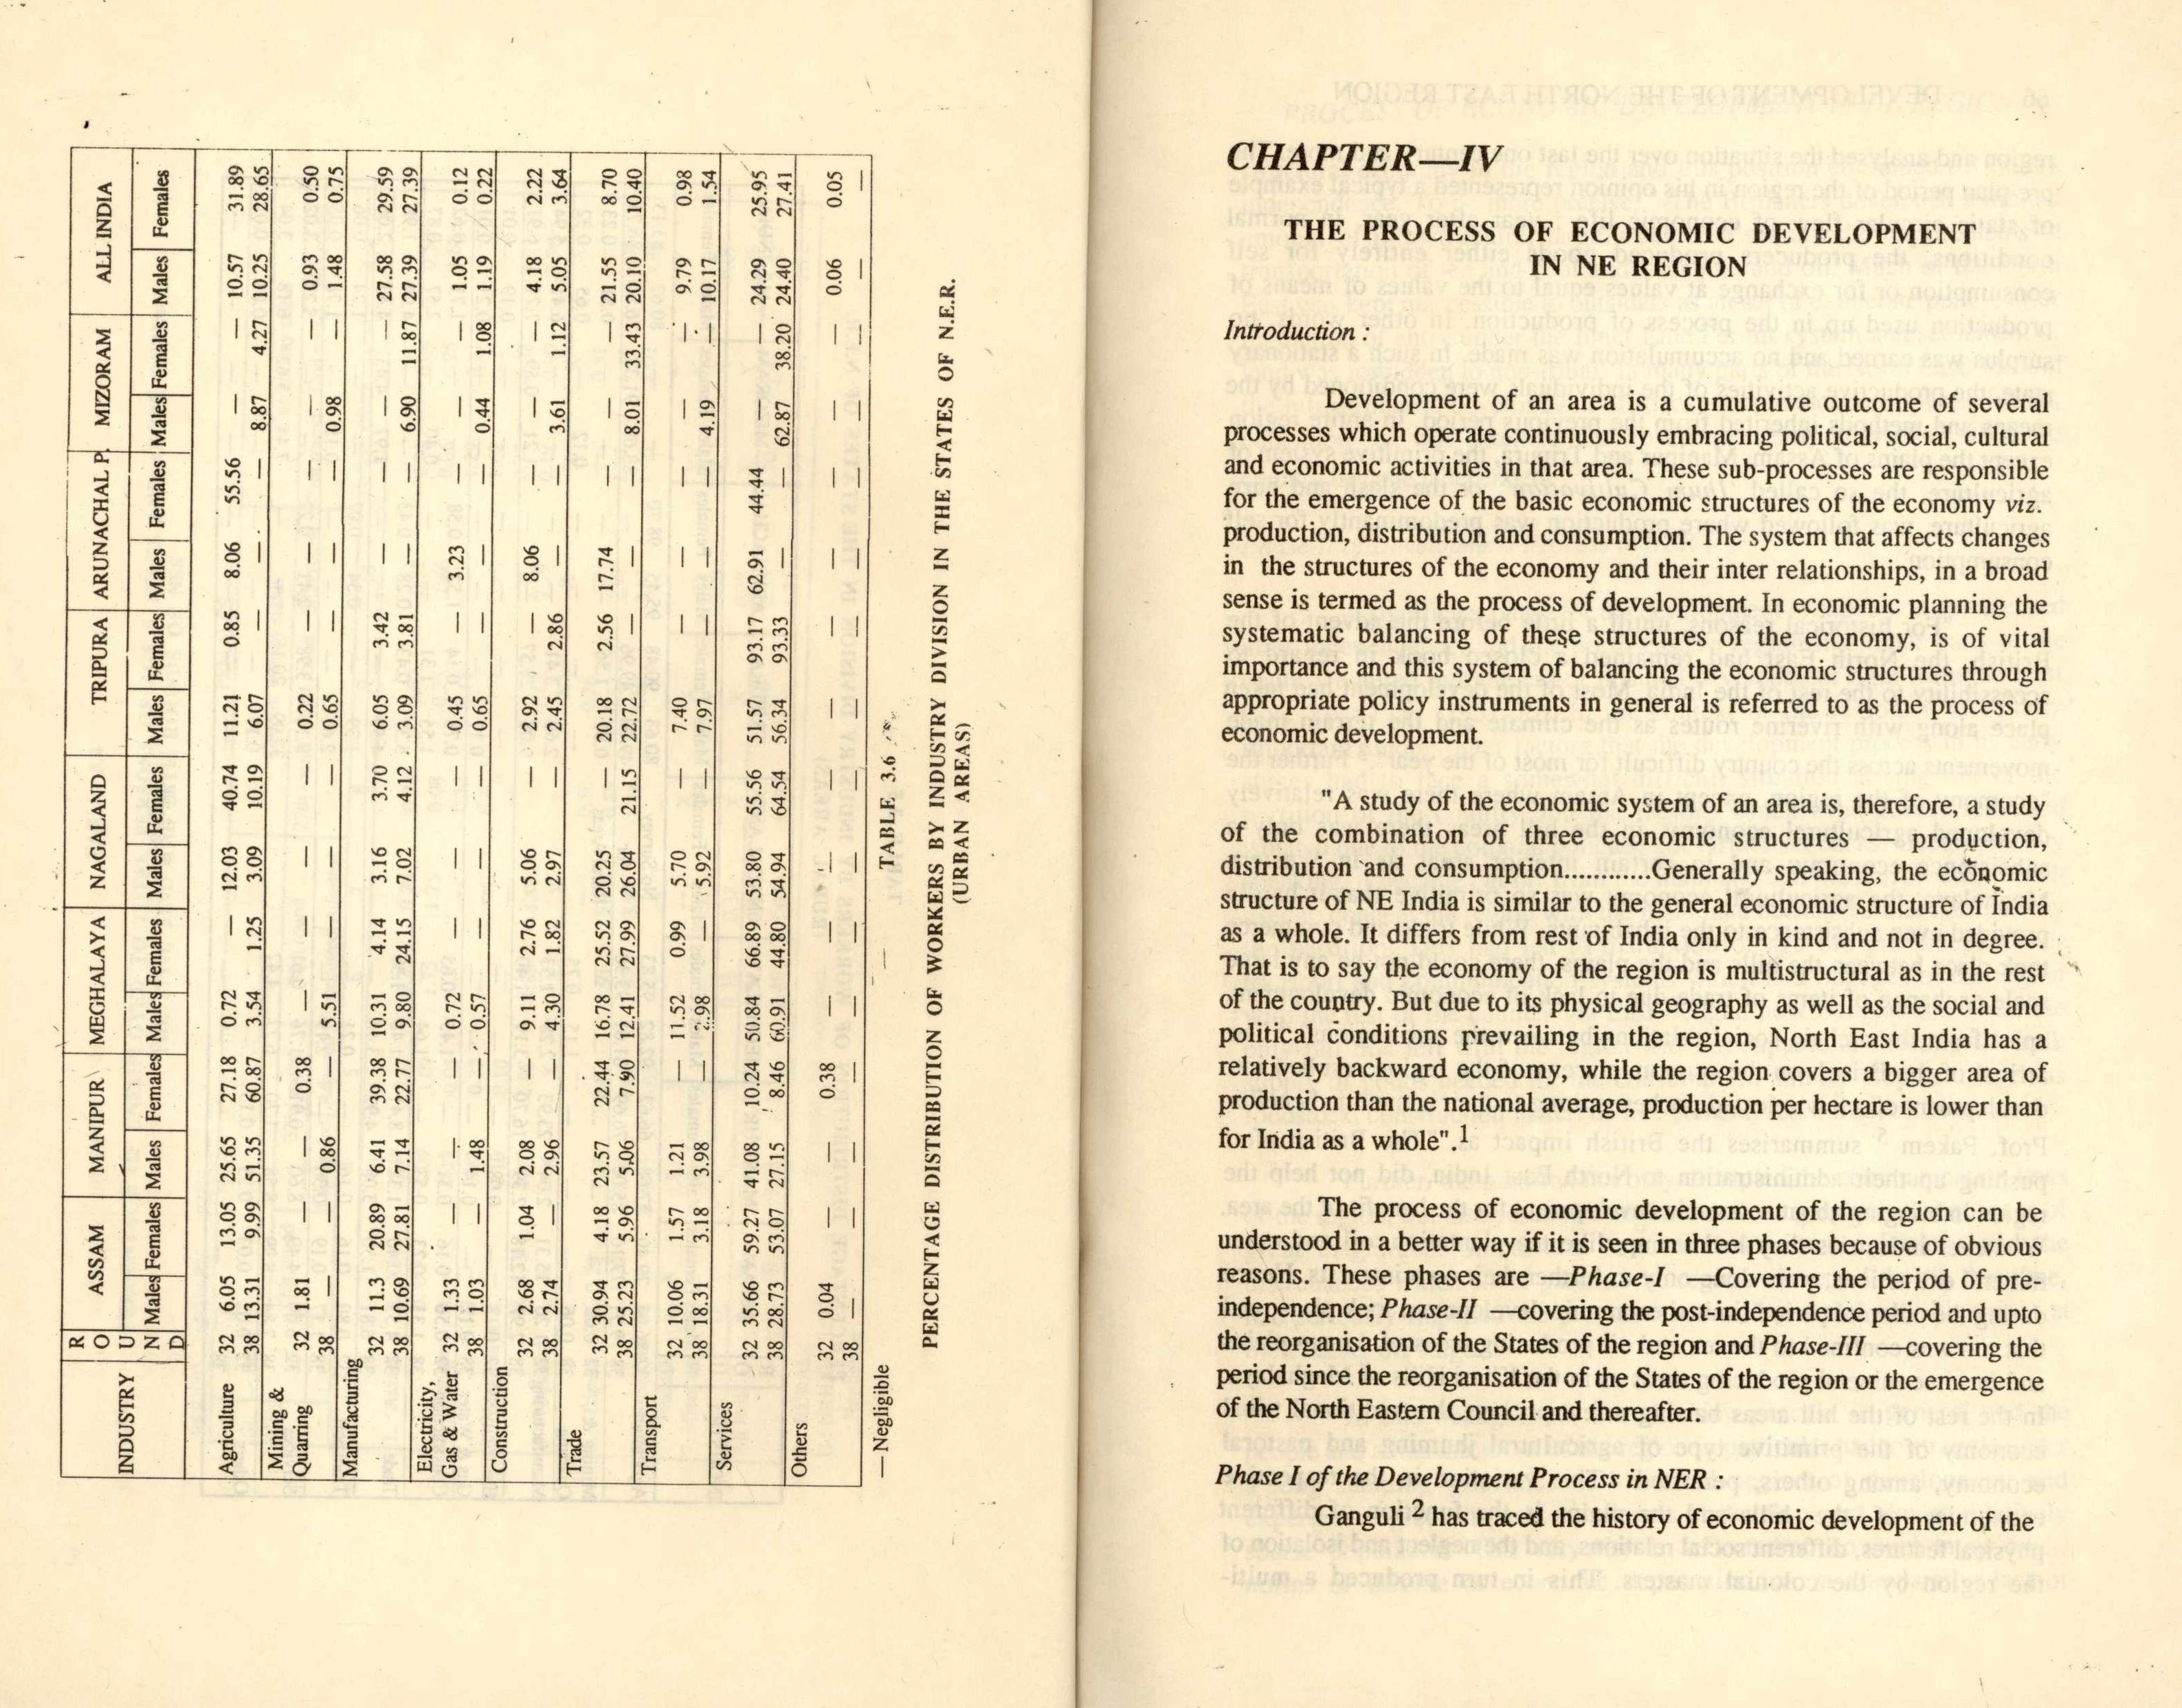 INDUSTRY ROUND ASSAM MANIPUR MEGHALAYA NAGALAND TRIPURA ARUNACHAL P. MIZORAM ALL INDIA
Males Females Males Females Males Females Males Females Males Females Males Females Males Females Males Females
Agriculture 32 6.05 13.05 25.65 27.18 0.72 — 12.03 40.74 11.21 0.85 8.06 55.56 — — 10.57 31.89
38 13.31 9.99 51.35 60.87 3.54 1.25 3.09 10.19 6.07 — — — 8.87 4.27 10.25 28.65
Mining &
Quarring 32 1.81 — — 0.38 — — — — 0.22 — — — — — 0.93 0.50
38 — — 0.86 — 5.51 — — — 0.65 — — — 0.98 — 1.48 0.75
Manufacturing
32 11.3 20.89 6.41 39.38 10.31 4.14 3.16 3.70 6.05 3.42 — — — — 27.58 29.59
38 10.69 27.81 7.14 22.77 9.80 24.15 7.02 4.12 3.09 3.81 — — 6.90 11.87 27.39 27.39
Electricity,
Gas & Water 32 1.33 — — — 0.72 — — — 0.45 — 3.23 — — — 1.05 0.12
38 1.03 — 1.48 — 0.57 — — — 0.65 — — — 0.44 1.08 1.19 0.22
Construction
32 2.68 1.04 2.08 — 9.11 2.76 5.06 — 2.92 — 8.06 — — — 4.18 2.22
38 2.74 — 2.96 — 4.30 1.82 2.97 — 2.45 2.86 — — 3.61 1.12 5.05 3.64
Trade
32 30.94 4.18 23.57 22.44 16.78 25.52 20.25 — 20.18 2.56 17.74 — — — 21.55 8.70
38 25.23 5.96 5.06 7.90 12.41 27.99 26.04 21.15 22.72 — — — 8.01 33.43 20.10 10.40
Transport
32 10.06 1.57 1.21 — 11.52 0.99 5.70 — 7.40 — — — — — 9.79 0.98
38 18.31 3.18 3.98 — .98 — 5.92 — 7.97 — — — 4.19 — 10.17 1.54
Services
32 35.66 59.27 41.08 10.24 50.84 66.89 53.80 55.56 51.57 93.17 62.91 44.44 — — 24.29 25.95
38 28.73 53.07 27.15 8.46 60.91 44.80 54.94 64.54 56.34 93.33 — — 62.87 38.20 24.40 27.41
Others
32 0.04 — — 0.38 — — — — — — — — — — 0.06 0.05
38 — — — — — — — — — — — — — — — —
— Negligible
TABLE 3.6
PERCENTAGE DISTRIBUTION OF WORKERS BY INDUSTRY DIVISION IN THE STATES OF N.E.R.
(URBAN AREAS)
CHAPTER—IV
THE PROCESS OF ECONOMIC DEVELOPMENT
IN NE REGION
Introduction :
Development of an area is a cumulative outcome of several
processes which operate continuously embracing political, social, cultural
and economic activities in that area. These sub-processes are responsible
for the emergence of the basic economic structures of the economy viz.
production, distribution and consumption. The system that affects changes
in the structures of the economy and their inter relationships, in a broad
sense is termed as the process of development. In economic planning the
systematic balancing of these structures of the economy, is of vital
importance and this system of balancing the economic structures through
appropriate policy instruments in general is referred to as the process of
economic development.
"A study of the economic system of an area is, therefore, a study
of the combination of three economic structures — production,
distribution and consumption............Generally speaking, the economic
structure of NE India is similar to the general economic structure of India
as a whole. It differs from rest of India only in kind and not in degree.
That is to say the economy of the region is multistructural as in the rest
of the country. But due to its physical geography as well as the social and
political conditions prevailing in the region, North East India has a
relatively backward economy, while the region covers a bigger area of
production than the national average, production per hectare is lower than
for India as a whole".1
The process of economic development of the region can be
understood in a better way if it is seen in three phases because of obvious
reasons. These phases are —Phase-I —Covering the period of pre-
independence; Phase-II —covering the post-independence period and upto
the reorganisation of the States of the region and Phase-III —covering the
period since the reorganisation of the States of the region or the emergence
of the North Eastern Council and thereafter.
Phase I of the Development Process in NER :
Ganguli 2 has traced the history of economic development of the